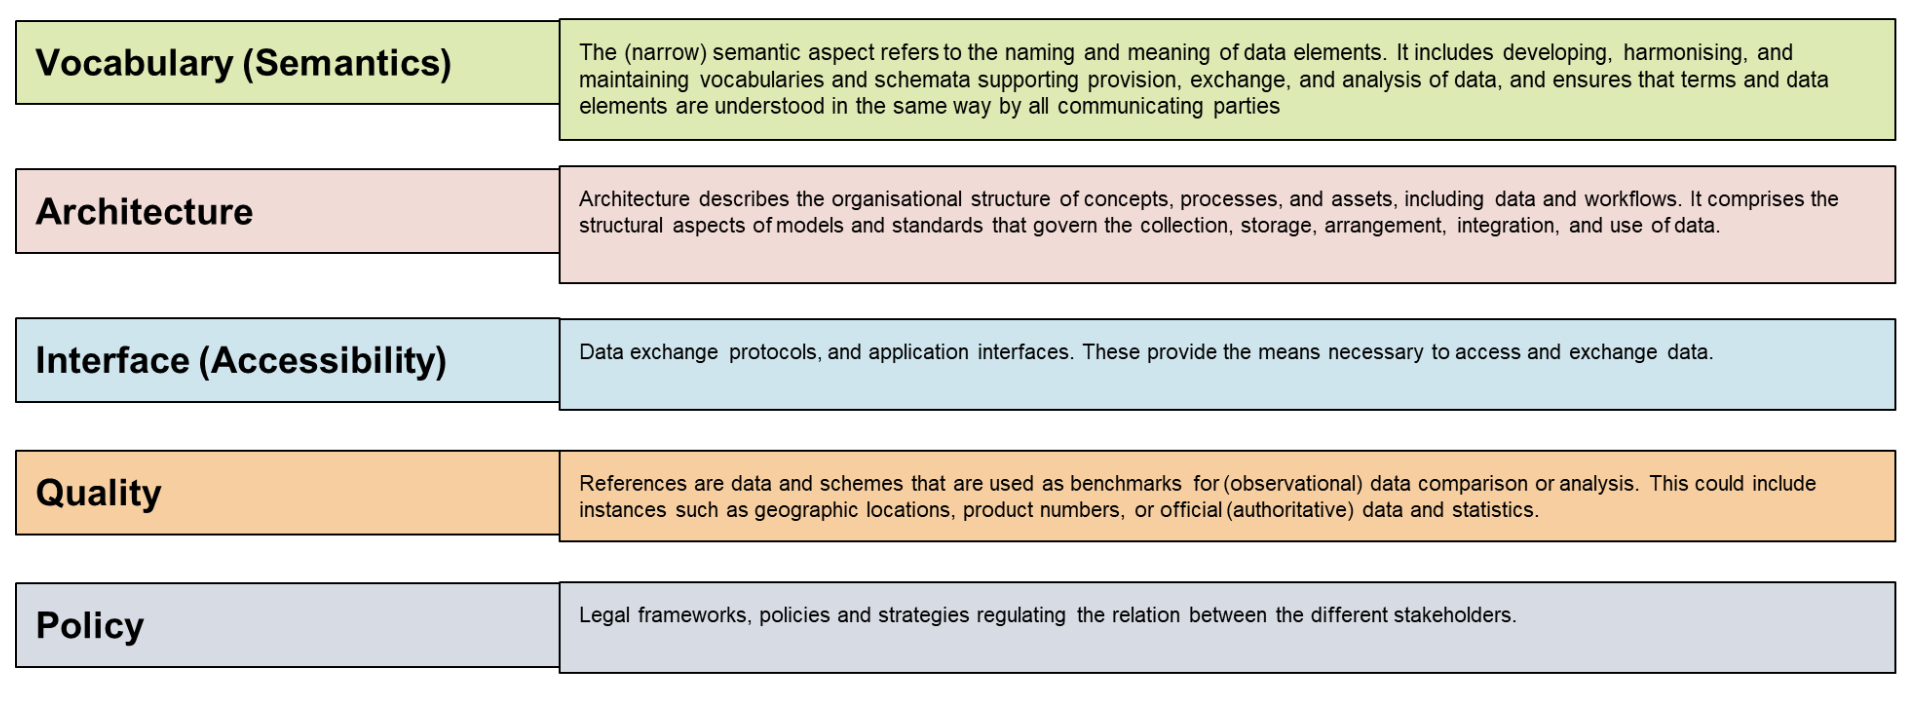 Vocabulary (Semantics)
The (narrow) semantic aspect refers to the naming and meaning of data elements. It includes developing, harmonising, and
maintaining vocabularies and schemata supporting provision, exchange, and analysis of data, and ensures that terms and data
elements are understood in the same way by all communicating parties
Architecture
Architecture describes the organisational structure of concepts, processes, and assets, including data and workflows. It comprises the
structural aspects of models and standards that govern the collection, storage, arrangement, integration, and use of data.
Interface (Accessibility)
Data exchange protocols, and application interfaces. These provide the means necessary to access and exchange data.
Quality
References are data and schemes that are used as benchmarks for (observational) data comparison or analysis. This could include
instances such as geographic locations, product numbers, or official (authoritative) data and statistics.
Policy
Legal frameworks, policies and strategies regulating the relation between the different stakeholders.